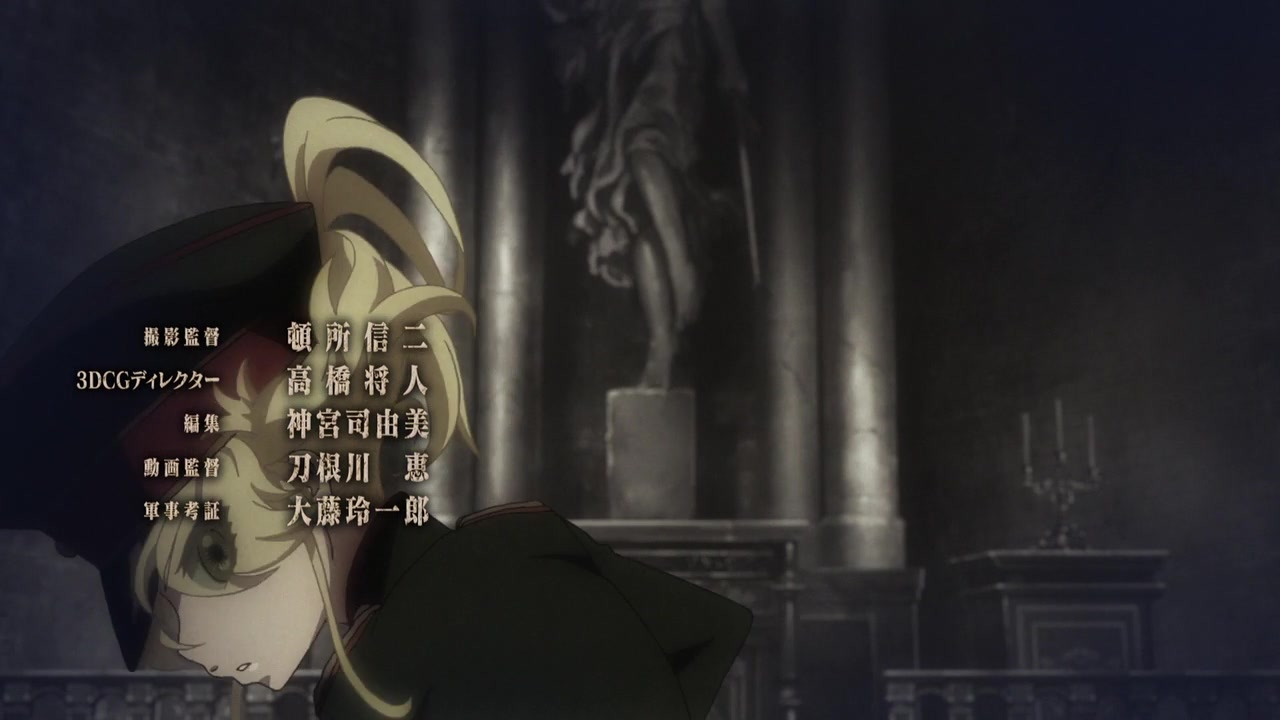 撮影監督 頓所信二
3DCGディレクター 高橋将人
編集 神宮司由美
動画監督 刀根川 恵
軍事考証 大藤玲一郎